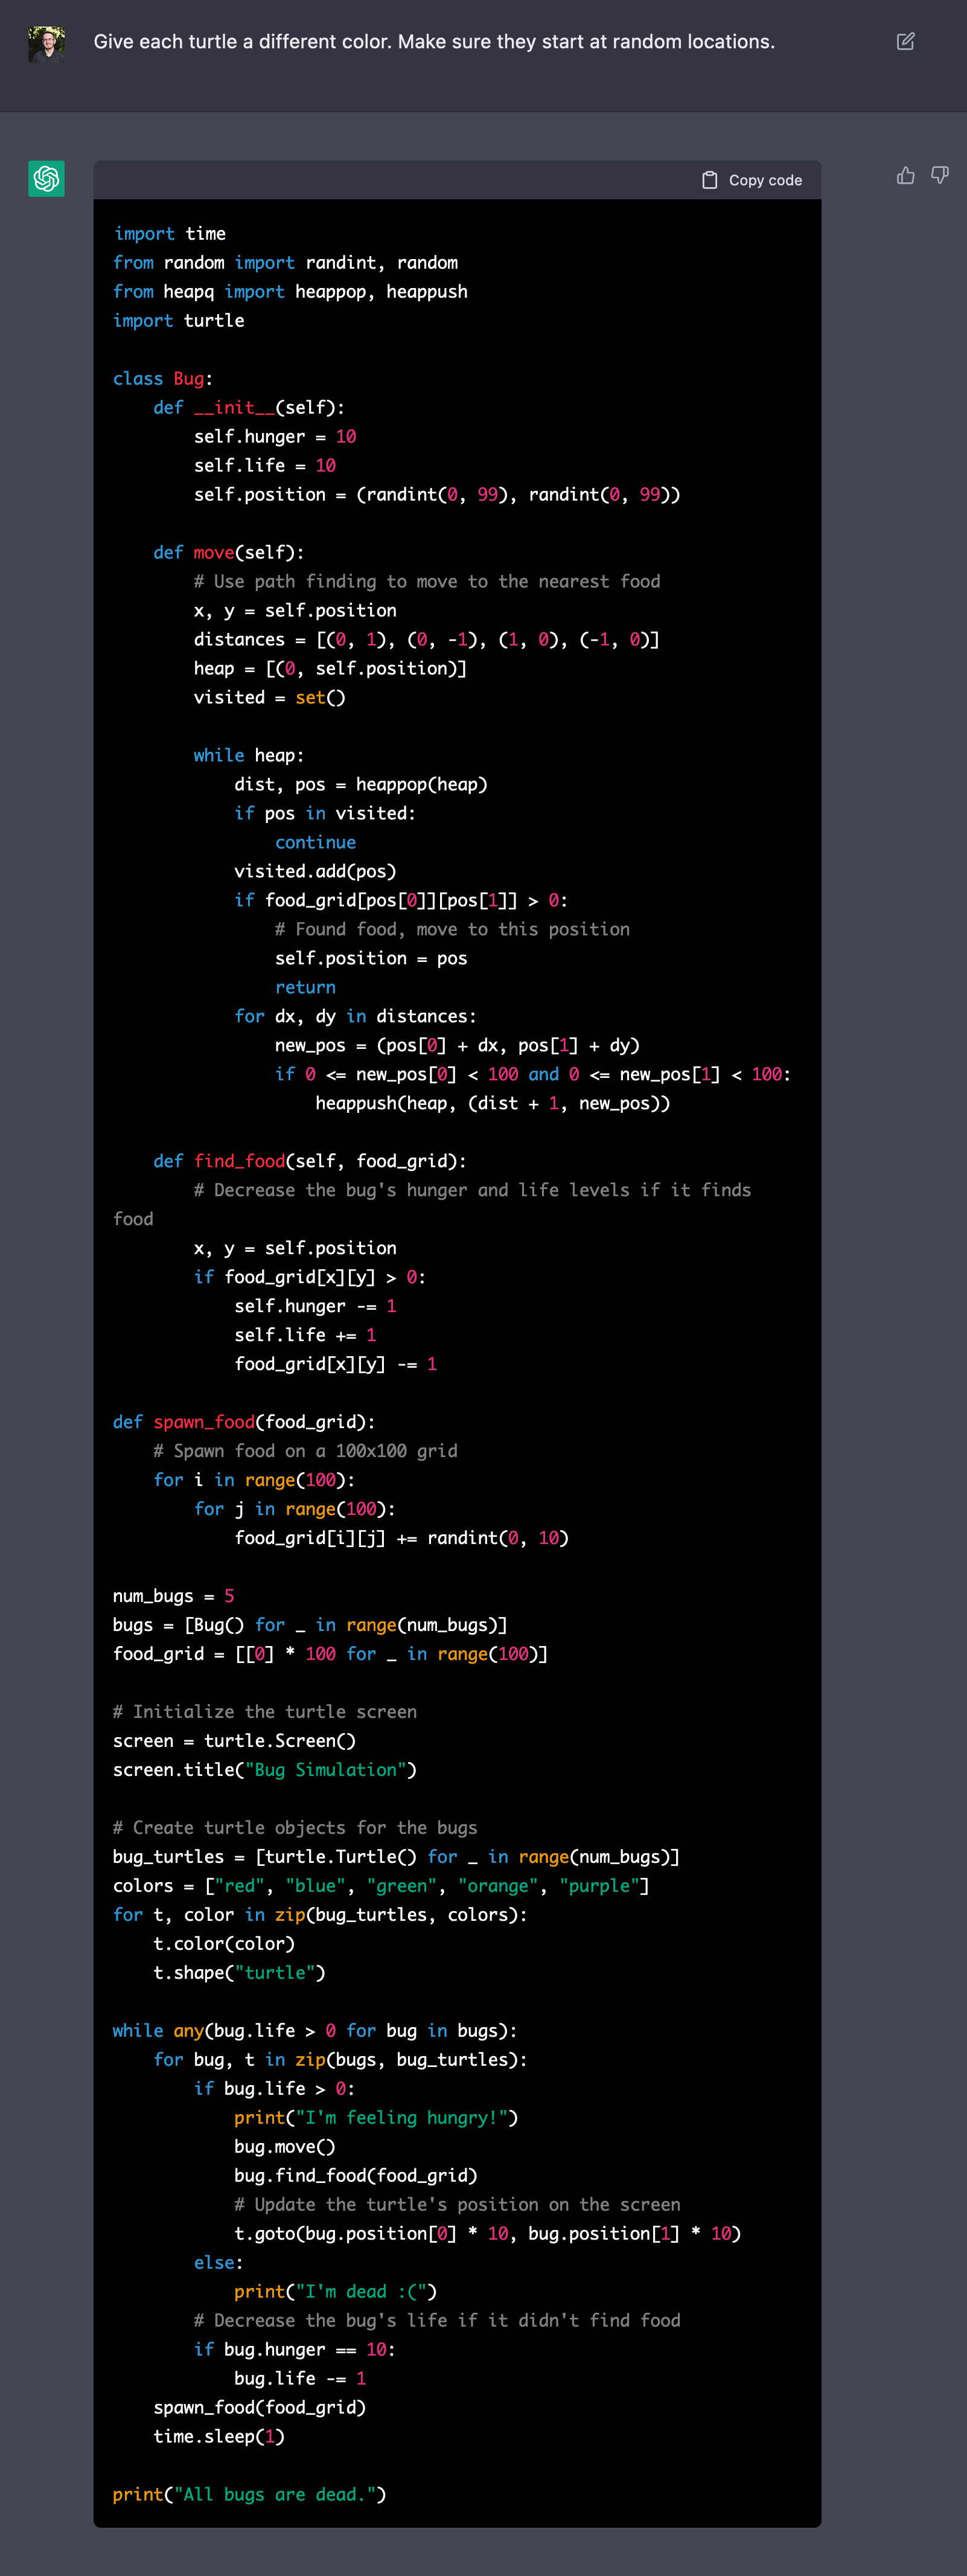 Give each turtle a different color. Make sure they start at random locations.
Copy code
import time
from random import randint, random
from heapq import heappop, heappush
import turtle

class Bug:
    def __init__(self):
        self.hunger = 10
        self.life = 10
        self.position = (randint(0, 99), randint(0, 99))

    def move(self):
        # Use path finding to move to the nearest food
        x, y = self.position
        distances = [(0, 1), (0, -1), (1, 0), (-1, 0)]
        heap = [(0, self.position)]
        visited = set()

        while heap:
            dist, pos = heappop(heap)
            if pos in visited:
                continue
            visited.add(pos)
            if food_grid[pos[0]][pos[1]] > 0:
                # Found food, move to this position
                self.position = pos
                return
            for dx, dy in distances:
                new_pos = (pos[0] + dx, pos[1] + dy)
                if 0 <= new_pos[0] < 100 and 0 <= new_pos[1] < 100:
                    heappush(heap, (dist + 1, new_pos))

    def find_food(self, food_grid):
        # Decrease the bug's hunger and life levels if it finds
food
        x, y = self.position
        if food_grid[x][y] > 0:
            self.hunger -= 1
            self.life += 1
            food_grid[x][y] -= 1

def spawn_food(food_grid):
    # Spawn food on a 100x100 grid
    for i in range(100):
        for j in range(100):
            food_grid[i][j] += randint(0, 10)

num_bugs = 5
bugs = [Bug() for _ in range(num_bugs)]
food_grid = [[0] * 100 for _ in range(100)]

# Initialize the turtle screen
screen = turtle.Screen()
screen.title("Bug Simulation")

# Create turtle objects for the bugs
bug_turtles = [turtle.Turtle() for _ in range(num_bugs)]
colors = ["red", "blue", "green", "orange", "purple"]
for t, color in zip(bug_turtles, colors):
    t.color(color)
    t.shape("turtle")

while any(bug.life > 0 for bug in bugs):
    for bug, t in zip(bugs, bug_turtles):
        if bug.life > 0:
            print("I'm feeling hungry!")
            bug.move()
            bug.find_food(food_grid)
            # Update the turtle's position on the screen
            t.goto(bug.position[0] * 10, bug.position[1] * 10)
        else:
            print("I'm dead :(")
        # Decrease the bug's life if it didn't find food
        if bug.hunger == 10:
            bug.life -= 1
    spawn_food(food_grid)
    time.sleep(1)

print("All bugs are dead.")